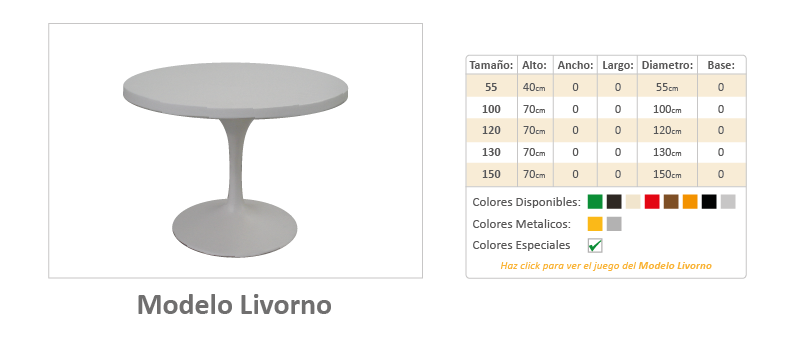 Tamaño: Alto: Ancho: Largo: Diametro: Base:
55 40cm 0 0 55cm 0
100 70cm 0 0 100cm 0
120 70cm 0 0 120cm 0
130 70cm 0 0 130cm 0
150 70cm 0 0 150cm 0
Colores Disponibles:
Colores Metalicos:
Colores Especiales
Haz click para ver el juego del Modelo Livorno
Modelo Livorno